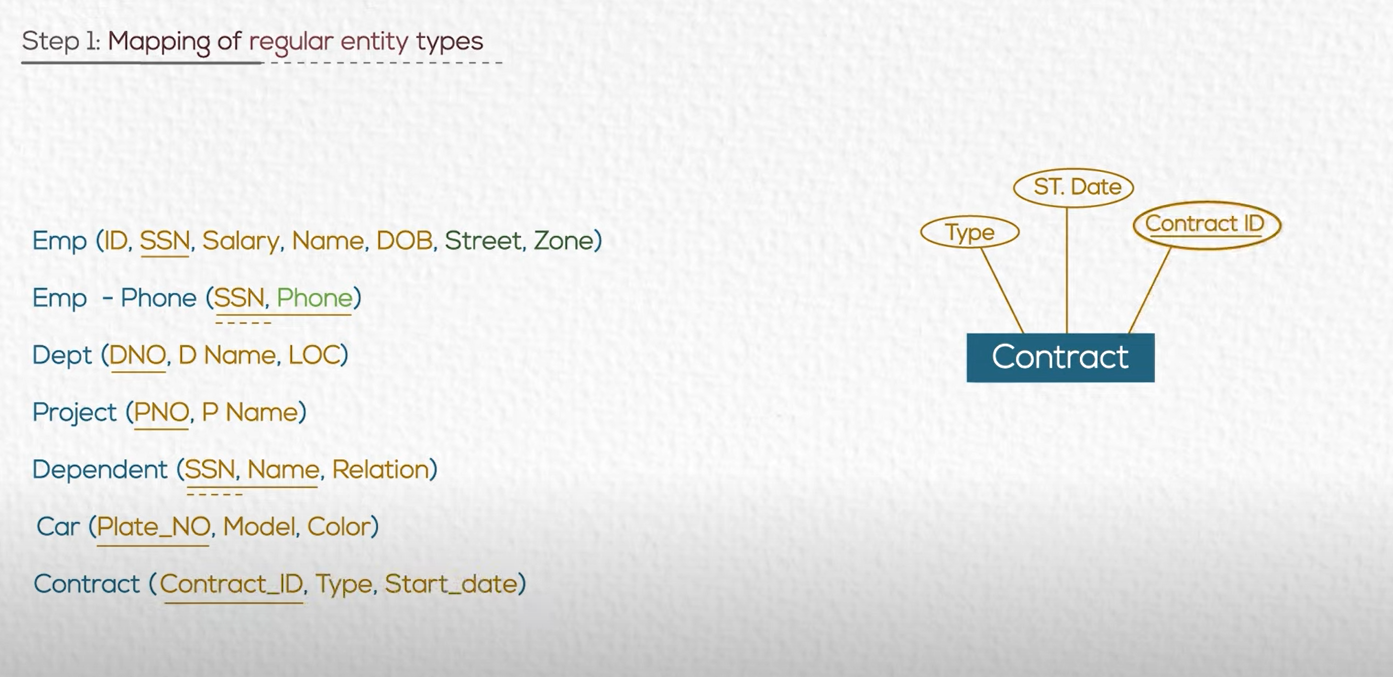 Step 1: Mapping of regular entity types
Emp (ID, SSN, Salary, Name, DOB, Street, Zone)
Emp - Phone (SSN, Phone)
Dept (DNO, D Name, LOC)
Project (PNO, P Name)
Dependent (SSN, Name, Relation)
Car (Plate_NO, Model, Color)
Contract (Contract_ID, Type, Start_date)
ST. Date
Type
Contract ID
Contract